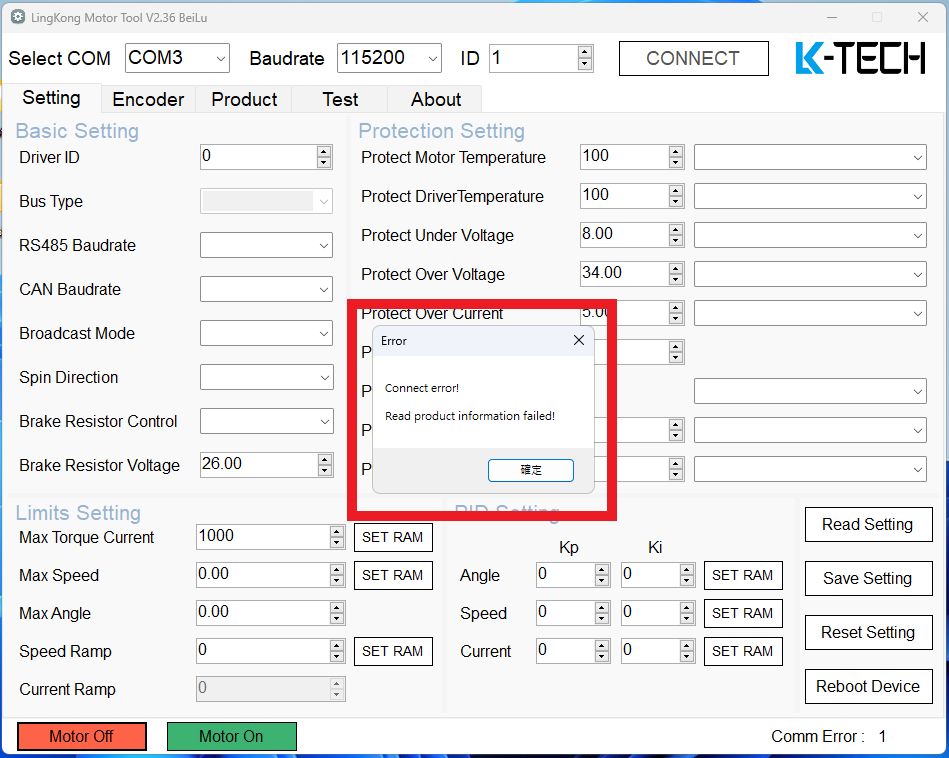 LingKong Motor Tool V2.36 BeiLu
Select COM COM3 Baudrate 115200 ID 1 CONNECT K-TECH
Setting Encoder Product Test About
Basic Setting
Driver ID 0
Bus Type
RS485 Baudrate
CAN Baudrate
Broadcast Mode
Spin Direction
Brake Resistor Control
Brake Resistor Voltage 26.00
Protection Setting
Protect Motor Temperature 100
Protect DriverTemperature 100
Protect Under Voltage 8.00
Protect Over Voltage 34.00
Protect Over Current 5.00
Error
Connect error!
Read product information failed!
確定
Limits Setting
Max Torque Current 1000 SET RAM
Max Speed 0.00 SET RAM
Max Angle 0.00
Speed Ramp 0 SET RAM
Current Ramp 0
PID Setting
Kp Ki
Angle 0 0 SET RAM
Speed 0 0 SET RAM
Current 0 0 SET RAM
Read Setting
Save Setting
Reset Setting
Reboot Device
Motor Off Motor On Comm Error : 1